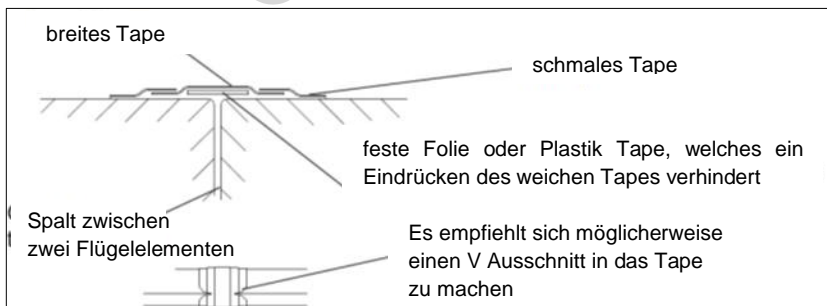 breites Tape
schmales Tape
feste Folie oder Plastik Tape, welches ein
Eindrücken des weichen Tapes verhindert
Spalt zwischen
zwei Flügelelementen
Es empfiehlt sich möglicherweise
einen V Ausschnitt in das Tape
zu machen